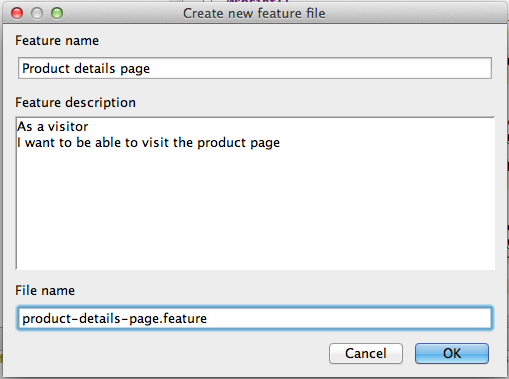 Create new feature file
Feature name
Product details page
Feature description
As a visitor
I want to be able to visit the product page
File name
product-details-page.feature
Cancel
OK